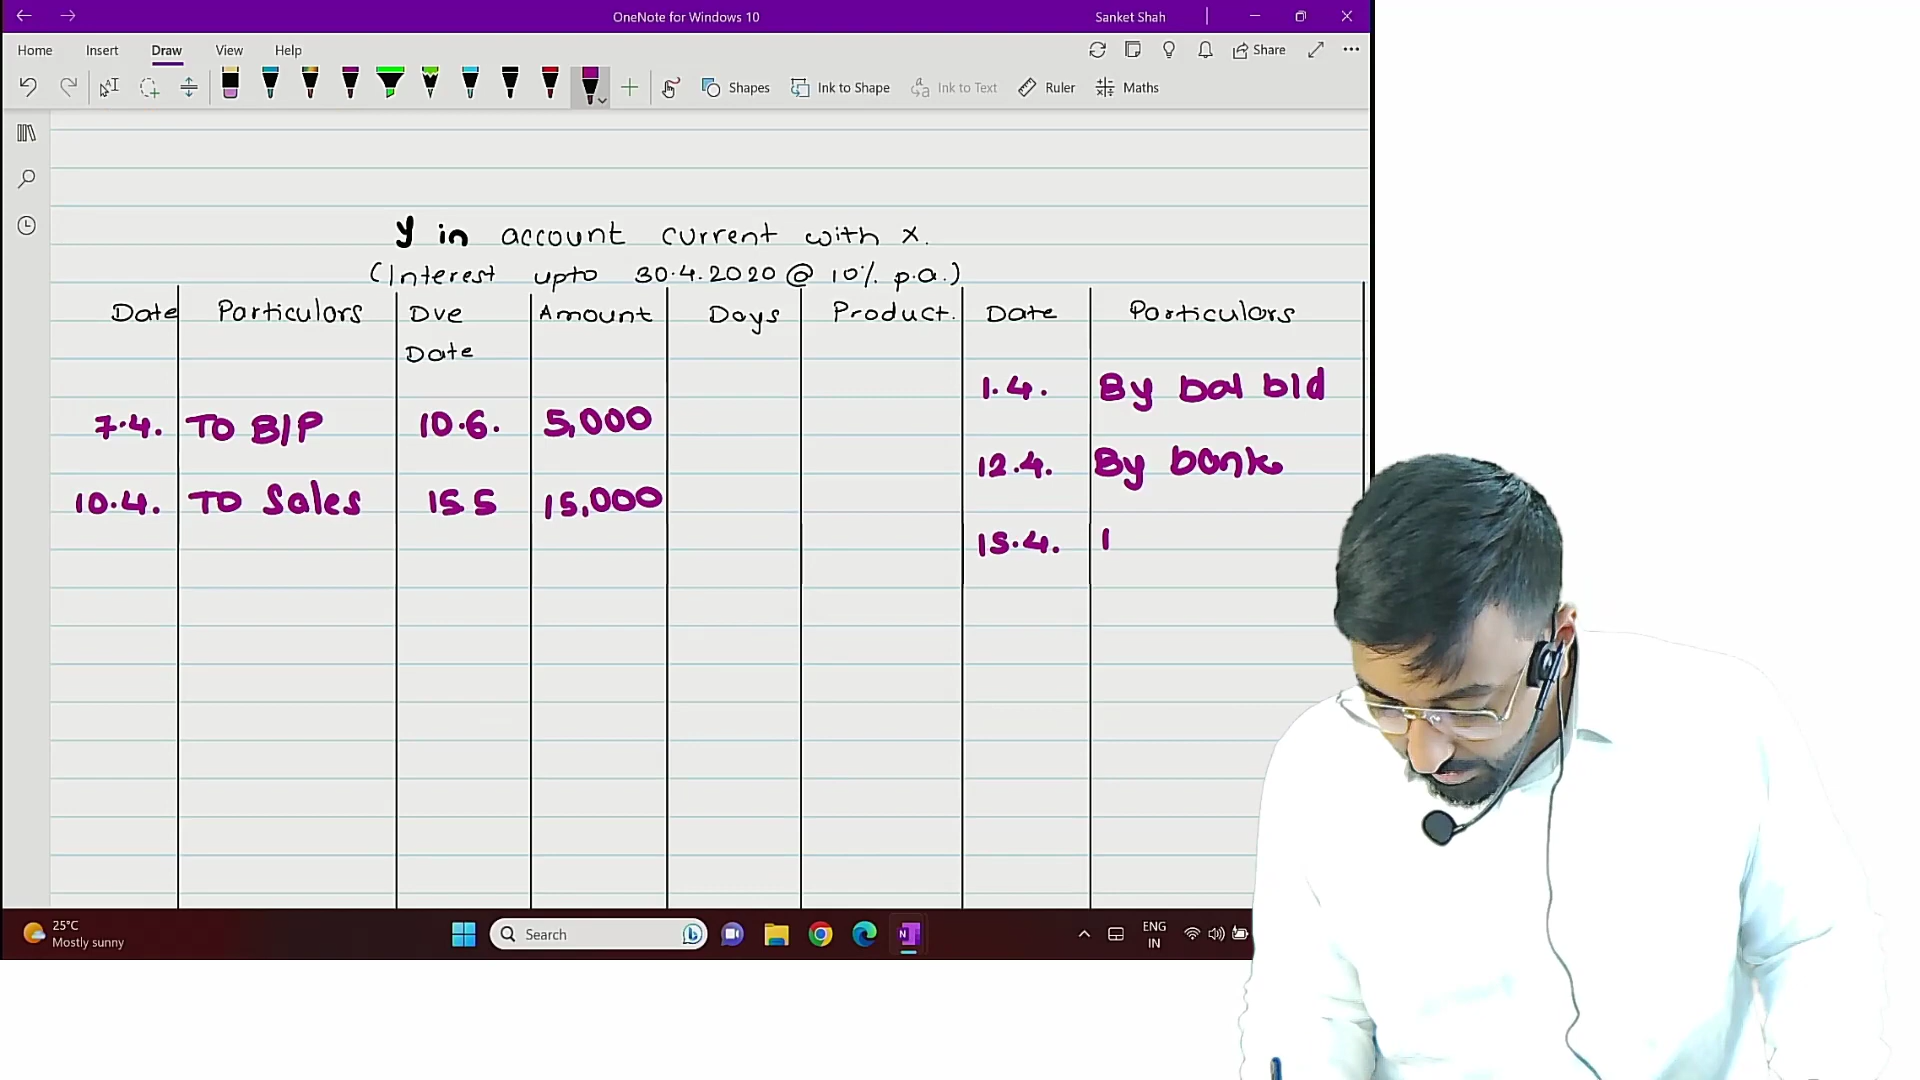 OneNote for Windows 10
Sanket Shah
Home Insert Draw View Help
Share
Shapes Ink to Shape Ink to Text Ruler Maths
y in account current with x.
(Interest upto 30.4.2020 @ 10% p.a.)
Date Particulars Due Date Amount Days Product. Date Particulars
1.4. By bal b/d
7.4. To B/P 10.6. 5,000
12.4. By bank
10.4. To Sales 15 5 15,000
15.4.
25°C
Mostly sunny
Search
ENG
IN